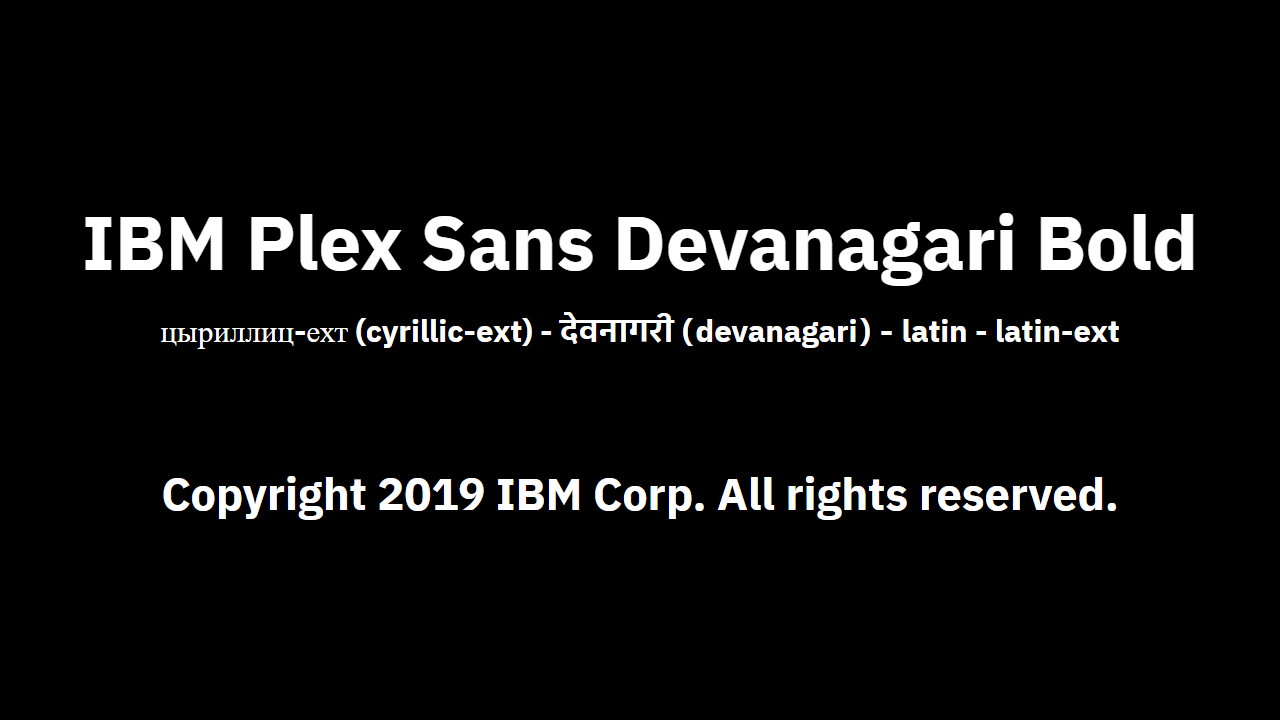 IBM Plex Sans Devanagari Bold
цыриллиц-ехт (cyrillic-ext) - देवनागरी (devanagari) - latin - latin-ext
Copyright 2019 IBM Corp. All rights reserved.